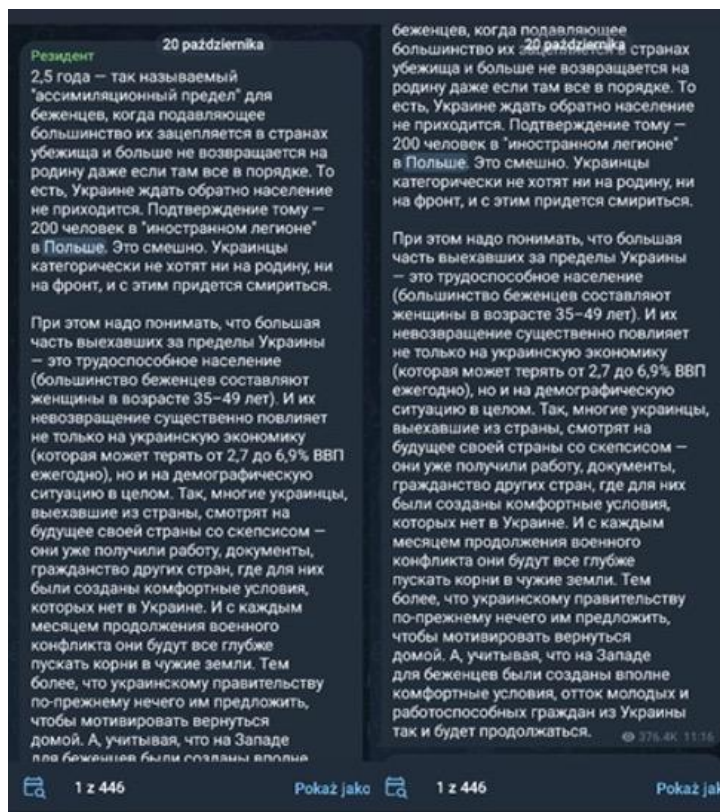 20 października
Резидент
2,5 года — так называемый
"ассимиляционный предел" для
беженцев, когда подавляющее
большинство их зацепляется в странах
убежища и больше не возвращается на
родину даже если там все в порядке. То
есть, Украине ждать обратно население
не приходится. Подтверждение тому —
200 человек в "иностранном легионе"
в Польше. Это смешно. Украинцы
категорически не хотят ни на родину, ни
на фронт, и с этим придется смириться.
При этом надо понимать, что большая
часть выехавших за пределы Украины
— это трудоспособное население
(большинство беженцев составляют
женщины в возрасте 35–49 лет). И их
невозвращение существенно повлияет
не только на украинскую экономику
(которая может терять от 2,7 до 6,9% ВВП
ежегодно), но и на демографическую
ситуацию в целом. Так, многие украинцы,
выехавшие из страны, смотрят на
будущее своей страны со скепсисом —
они уже получили работу, документы,
гражданство других стран, где для них
были созданы комфортные условия,
которых нет в Украине. И с каждым
месяцем продолжения военного
конфликта они будут все глубже
пускать корни в чужие земли. Тем
более, что украинскому правительству
по-прежнему нечего им предложить,
чтобы мотивировать вернуться
домой. А, учитывая, что на Западе
для беженцев были созданы вполне
1 z 446 Pokaż jako
беженцев, когда подавляющее
20 października
большинство их зацепляется в странах
убежища и больше не возвращается на
родину даже если там все в порядке. То
есть, Украине ждать обратно население
не приходится. Подтверждение тому —
200 человек в "иностранном легионе"
в Польше. Это смешно. Украинцы
категорически не хотят ни на родину, ни
на фронт, и с этим придется смириться.
При этом надо понимать, что большая
часть выехавших за пределы Украины
— это трудоспособное население
(большинство беженцев составляют
женщины в возрасте 35–49 лет). И их
невозвращение существенно повлияет
не только на украинскую экономику
(которая может терять от 2,7 до 6,9% ВВП
ежегодно), но и на демографическую
ситуацию в целом. Так, многие украинцы,
выехавшие из страны, смотрят на
будущее своей страны со скепсисом —
они уже получили работу, документы,
гражданство других стран, где для них
были созданы комфортные условия,
которых нет в Украине. И с каждым
месяцем продолжения военного
конфликта они будут все глубже
пускать корни в чужие земли. Тем
более, что украинскому правительству
по-прежнему нечего им предложить,
чтобы мотивировать вернуться
домой. А, учитывая, что на Западе
для беженцев были созданы вполне
комфортные условия, отток молодых и
работоспособных граждан из Украины
так и будет продолжаться. 376.4K 11:16
1 z 446 Pokaż jak